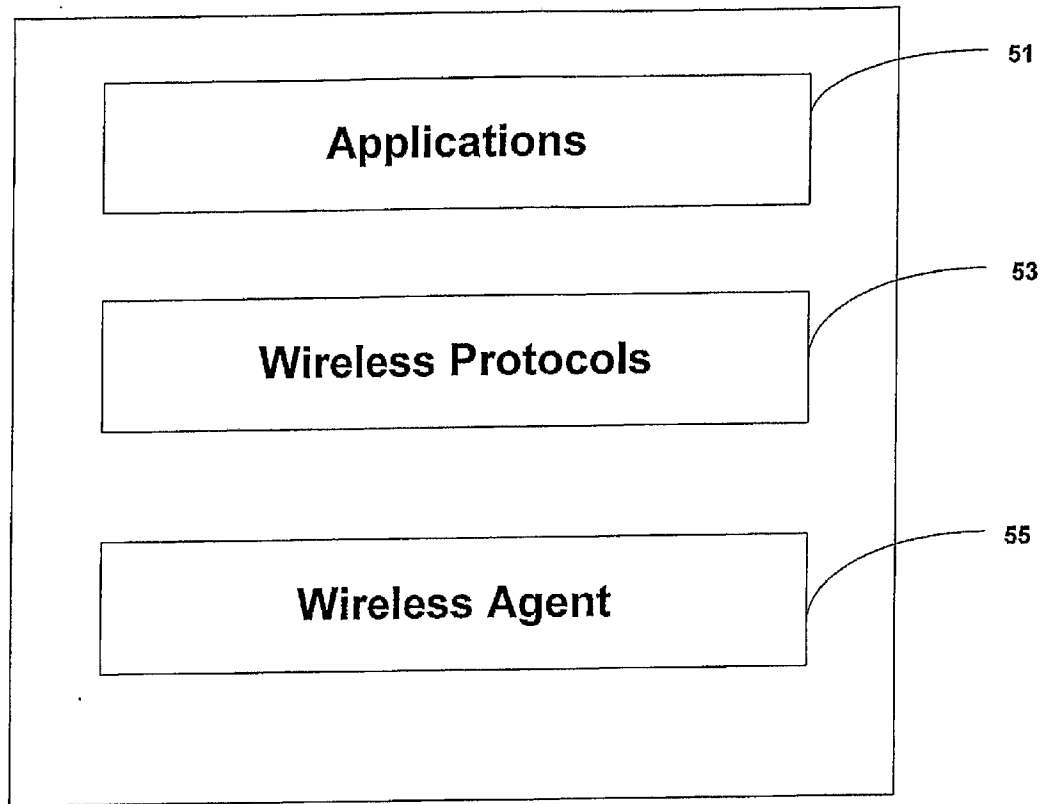 51
Applications
53
Wireless Protocols
55
Wireless Agent